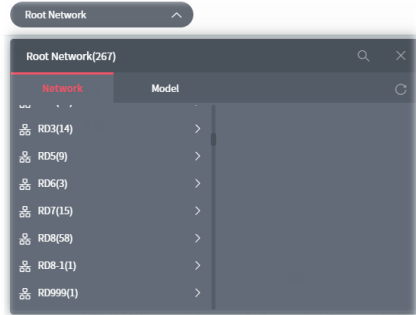 Root Network
Root Network(267)
Network Model
RD3(14)
RD5(9)
RD6(3)
RD7(15)
RD8(58)
RD8-1(1)
RD999(1)